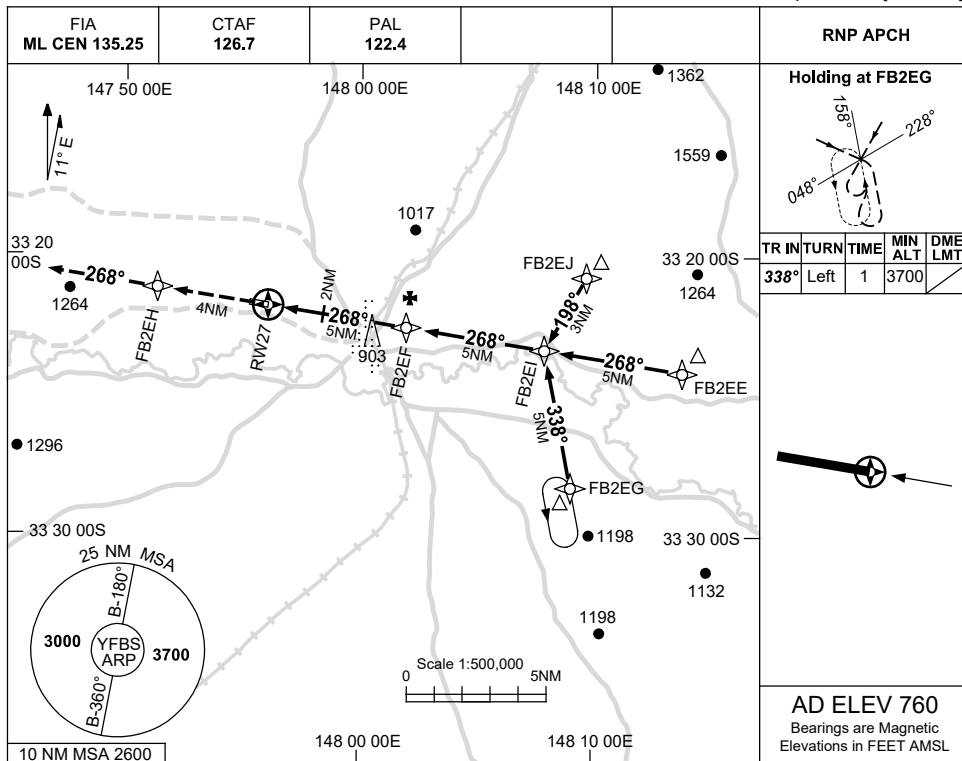 FIA
ML CEN 135.25
CTAF
126.7
PAL
122.4
RNP APCH
147 50 00E
148 00 00E
148 10 00E
1362
11° E
1559
1017
33 20
00S
33 20 00S
FB2EJ
1264
268°
1264
FB2EH
4NM
RW27
2NM
268°
5NM
903
FB2EF
268°
5NM
198°
3NM
FB2EI
268°
5NM
FB2EE
338°
5NM
FB2EG
1296
33 30 00S
1198
33 30 00S
1132
1198
25 NM MSA
B-180°
3000
YFBS
ARP
3700
B-360°
10 NM MSA 2600
Scale 1:500,000
0
5NM
148 00 00E
148 10 00E
Holding at FB2EG
158°
228°
048°
TR IN TURN TIME MIN ALT DME LMT
338° Left 1 3700
AD ELEV 760
Bearings are Magnetic
Elevations in FEET AMSL